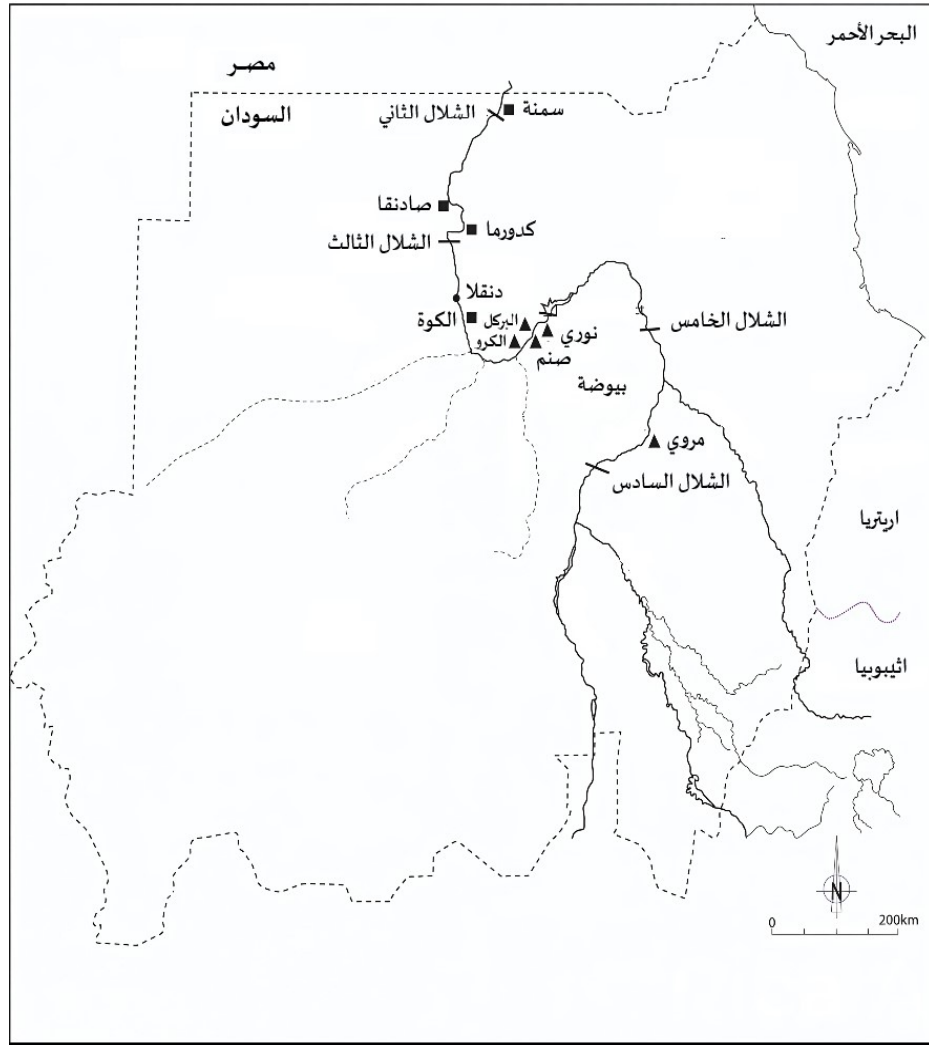 البحر الأحمر
مصر
السودان
الشلال الثاني
سمنة
صادنقا
كدورما
الشلال الثالث
دنقلا
الكوة
البركل
الكرو
نوري
صنم
الشلال الخامس
بيوضة
مروي
الشلال السادس
اريتريا
اثيبوبيا
N
0 200km